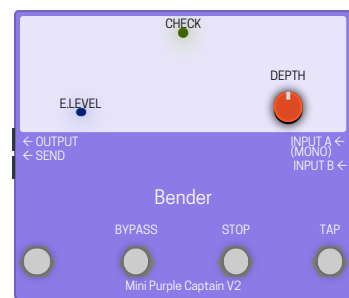 CHECK
DEPTH
E.LEVEL
← OUTPUT
← SEND
INPUT A ←
(MONO)
INPUT B ←
Bender
BYPASS STOP TAP
Mini Purple Captain V2